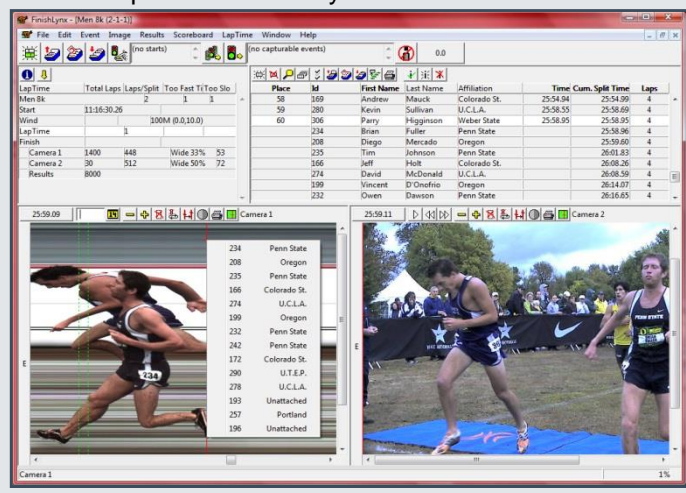 FinishLynx - [Men 8k (2-1-1)]
File Edit Event Image Results Scoreboard LapTime Window Help
(no starts) (no capturable events) 0.0
LapTime Total Laps Laps/Split Too Fast Ti Too Slo
Men 8k 2 1 1
Start 11:16:30.26
Wind 100M (0.0,10.0)
LapTime 1
Finish
Camera 1 1400 448 Wide 33% 53
Camera 2 30 512 Wide 50% 72
Results 8000
Place Id First Name Last Name Affiliation Time Cum. Split Time Laps
58 169 Andrew Mauck Colorado St. 25:54.94 25:54.99 4
59 280 Kevin Sullivan U.C.L.A. 25:58.55 25:58.69 4
60 306 Parry Higginson Weber State 25:58.95 25:58.95 4
234 Brian Fuller Penn State 25:58.96 4
208 Diego Mercado Oregon 25:59.60 4
235 Tim Johnson Penn State 26:01.83 4
166 Jeff Holt Colorado St. 26:08.26 4
274 David McDonald U.C.L.A. 26:08.59 4
199 Vincent D'Onofrio Oregon 26:14.07 4
232 Owen Dawson Penn State 26:16.65 4
25:59.09 Camera 1
234 Penn State
208 Oregon
235 Penn State
166 Colorado St.
274 U.C.L.A.
199 Oregon
232 Penn State
242 Penn State
172 Colorado St.
290 U.T.E.P.
278 U.C.L.A.
193 Unattached
257 Portland
196 Unattached
E
234
25:59.11 Camera 2
E
PENN STATE
Camera 1 1%